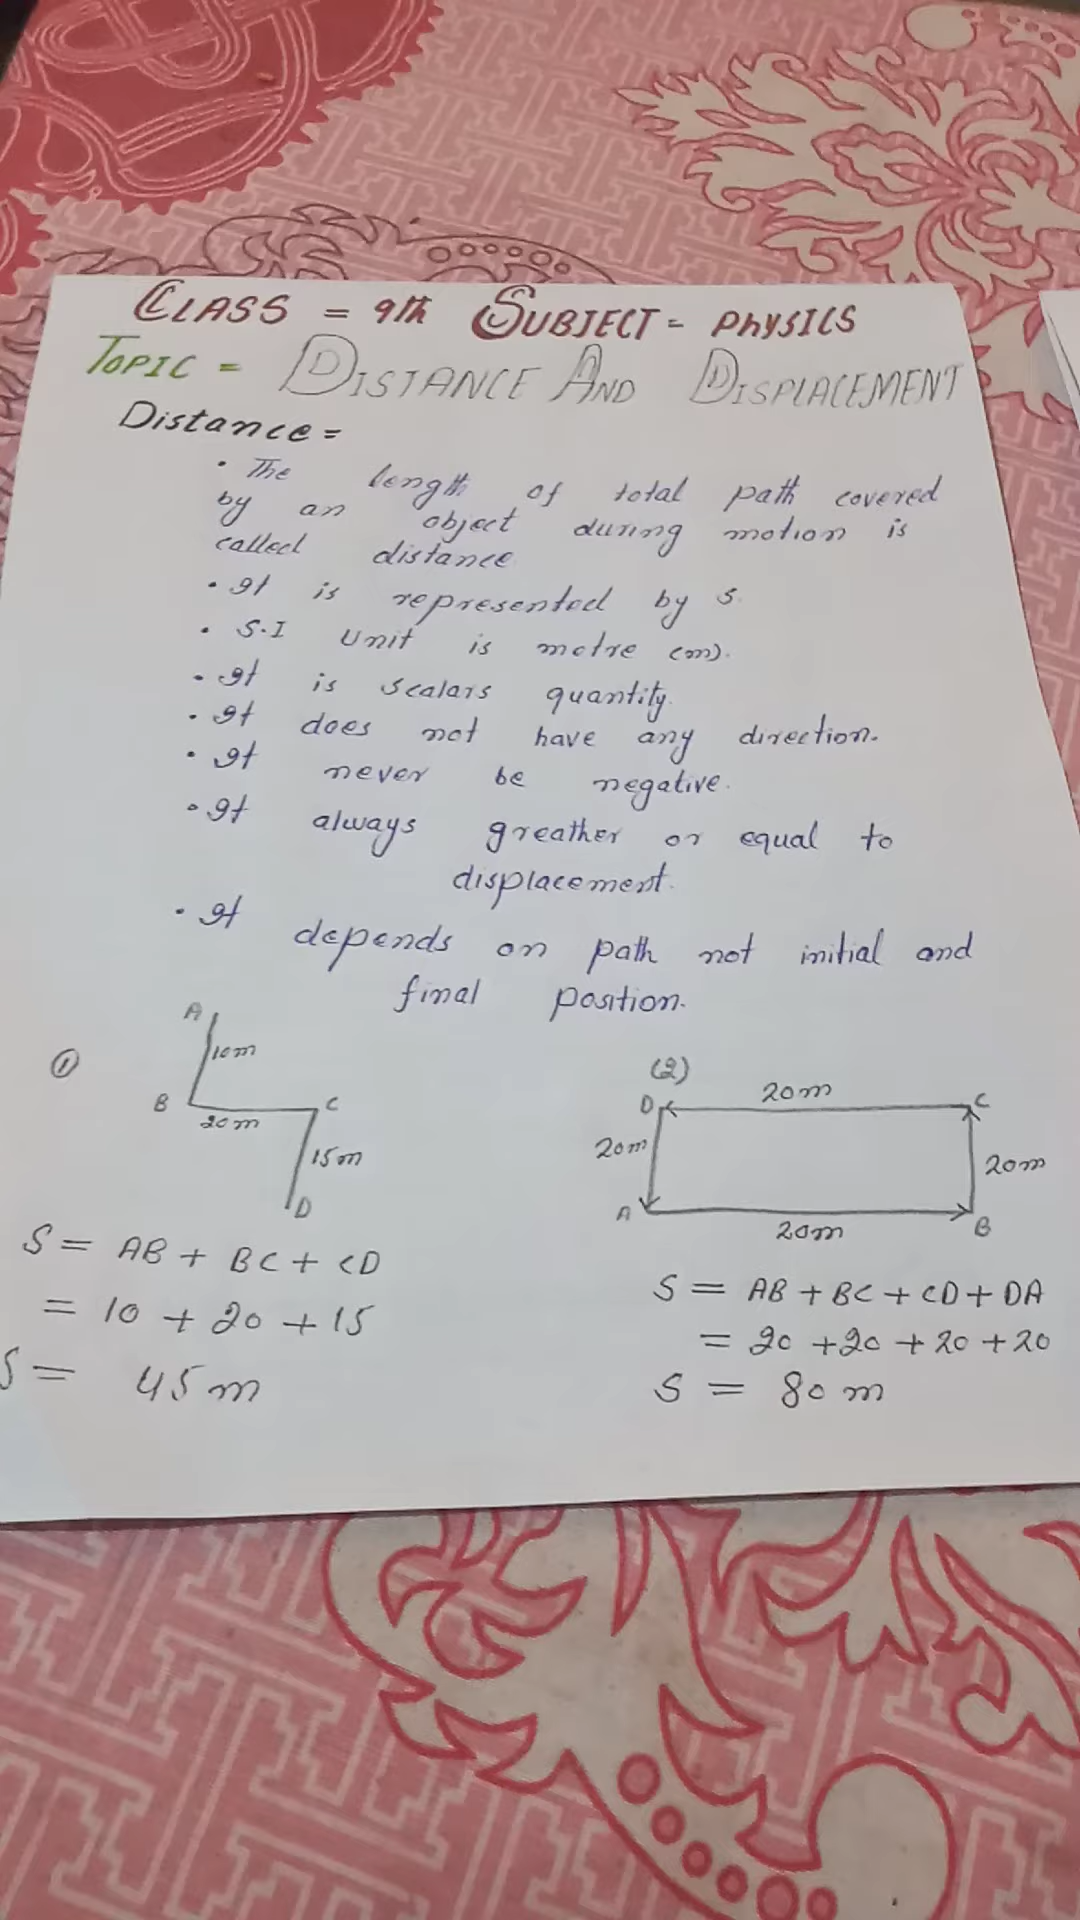 CLASS = 9th SUBJECT = PhYSICS
TOPIC = DISTANCE AND DISPLACEMENT
Distance =
• The length of total path covered
by an object during motion is
called distance
• It is represented by s.
• S.I Unit is metre (m).
• It is scalars quantity.
• It does not have any direction.
• It never be negative.
• It always greather or equal to
displacement.
• It depends on path not initial and
final position.
①
A
10m
B
20m
C
15m
D
S = AB + BC + CD
= 10 + 20 + 15
S = 45m
(2)
D 20m C
20m
20m
A
20m
B
S = AB + BC + CD + DA
= 20 + 20 + 20 + 20
S = 80 m